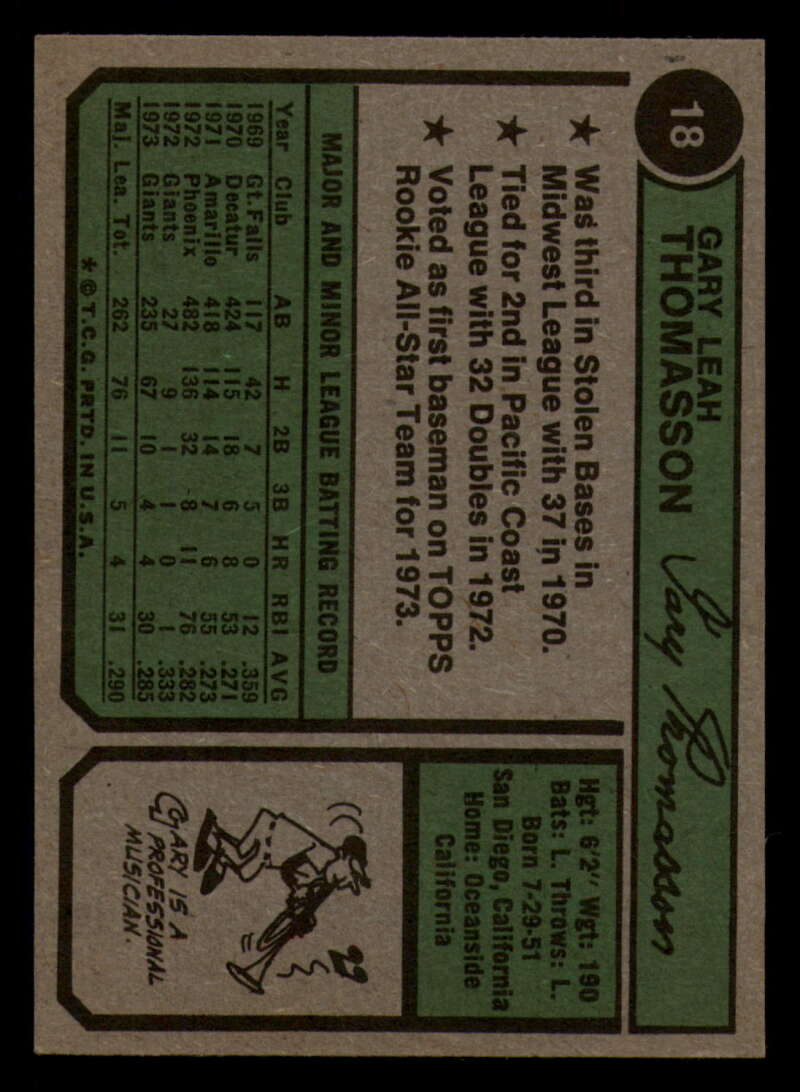 18
GARY LEAH
THOMASSON
Gary Thomasson
★ Was third in Stolen Bases in
Midwest League with 37 in 1970.
★ Tied for 2nd in Pacific Coast
League with 32 Doubles in 1972.
★ Voted as first baseman on TOPPS
Rookie All-Star Team for 1973.
Hgt: 6'2" Wgt: 190
Bats: L. Throws: L.
Born 7-29-51
San Diego, California
Home: Oceanside
California
MAJOR AND MINOR LEAGUE BATTING RECORD
Year Club AB H 2B 3B HR RBI AVG
1969 Gt.Falls 117 42 7 5 0 12 .359
1970 Decatur 424 115 18 6 8 53 .271
1971 Amarillo 418 114 14 7 6 55 .273
1972 Phoenix 482 136 32 8 11 76 .282
1972 Giants 27 9 1 1 0 1 .333
1973 Giants 235 67 10 4 4 30 .285
Maj. Lea. Tot. 262 76 11 5 4 31 .290
* © T.C.G. PRTD. IN U.S.A.
GARY IS A
PROFESSIONAL
MUSICIAN.